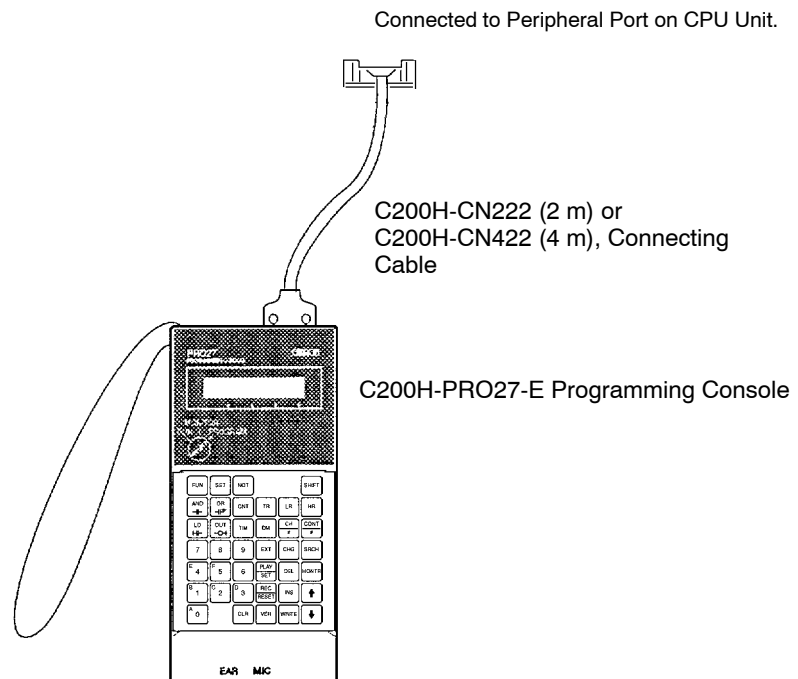 Connected to Peripheral Port on CPU Unit.
C200H-CN222 (2 m) or
C200H-CN422 (4 m), Connecting
Cable
PRO27
OMRON
C200H-PRO27-E Programming Console
FUN SET NOT SHIFT
AND OR CNT TR LR HR
LD OUT TIM DM CH * CONT #
7 8 9 EXT CHG SRCH
E 4 F 5 6 PLAY SET DEL MONTR
B 1 C 2 D 3 REC RESET INS ↑
A 0 CLR VER WRITE ↓
EAR MIC